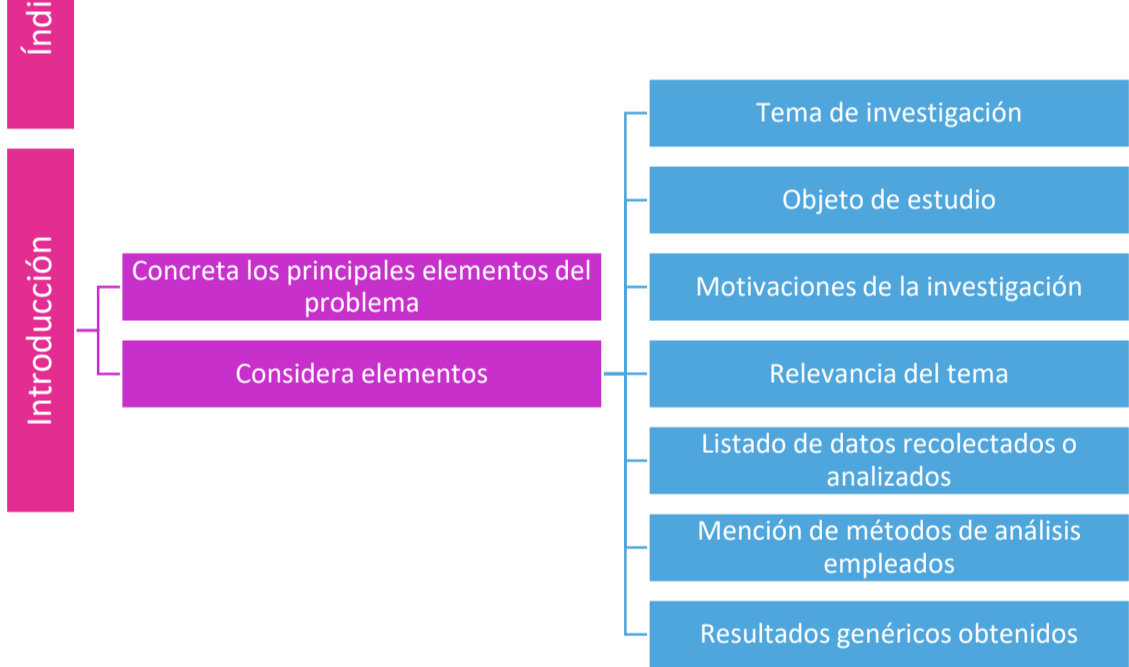 Índi
Introducción
Concreta los principales elementos del
problema
Considera elementos
Tema de investigación
Objeto de estudio
Motivaciones de la investigación
Relevancia del tema
Listado de datos recolectados o
analizados
Mención de métodos de análisis
empleados
Resultados genéricos obtenidos